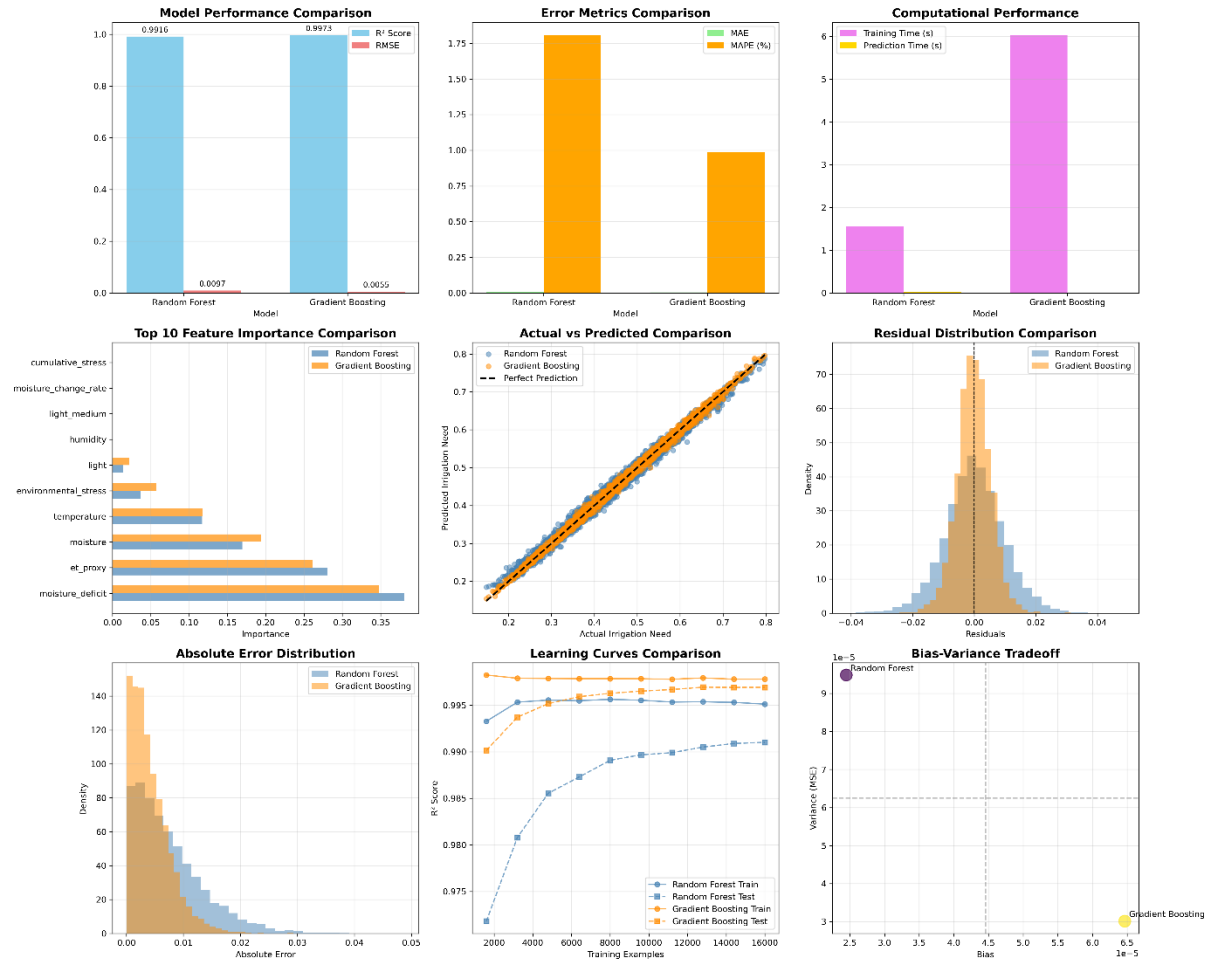 Model Performance Comparison
0.9916
0.9973
R² Score
RMSE
1.0
0.8
0.6
0.4
0.2
0.0
Random Forest
Gradient Boosting
Model
Error Metrics Comparison
MAE
MAPE (%)
1.75
1.50
1.25
1.00
0.75
0.50
0.25
0.00
Random Forest
Gradient Boosting
Model
Computational Performance
Training Time (s)
Prediction Time (s)
6
5
4
3
2
1
0
Random Forest
Gradient Boosting
Model
0.0097
0.0055
Top 10 Feature Importance Comparison
Random Forest
Gradient Boosting
cumulative_stress
moisture_change_rate
light_medium
humidity
light
environmental_stress
temperature
moisture
et_proxy
moisture_deficit
0.00 0.05 0.10 0.15 0.20 0.25 0.30 0.35
Importance
Actual vs Predicted Comparison
Random Forest
Gradient Boosting
Perfect Prediction
Predicted Irrigation Need
0.8
0.7
0.6
0.5
0.4
0.3
0.2
0.2 0.3 0.4 0.5 0.6 0.7 0.8
Actual Irrigation Need
Residual Distribution Comparison
Random Forest
Gradient Boosting
Density
70
60
50
40
30
20
10
0
−0.04 −0.02 0.00 0.02 0.04
Residuals
Absolute Error Distribution
Random Forest
Gradient Boosting
Density
140
120
100
80
60
40
20
0
0.00 0.01 0.02 0.03 0.04 0.05
Absolute Error
Learning Curves Comparison
R² Score
0.995
0.990
0.985
0.980
0.975
Random Forest Train
Random Forest Test
Gradient Boosting Train
Gradient Boosting Test
2000 4000 6000 8000 10000 12000 14000 16000
Training Examples
Bias-Variance Tradeoff
1e−5
Random Forest
Variance (MSE)
9
8
7
6
5
4
3
Gradient Boosting
2.5 3.0 3.5 4.0 4.5 5.0 5.5 6.0 6.5
1e−5
Bias